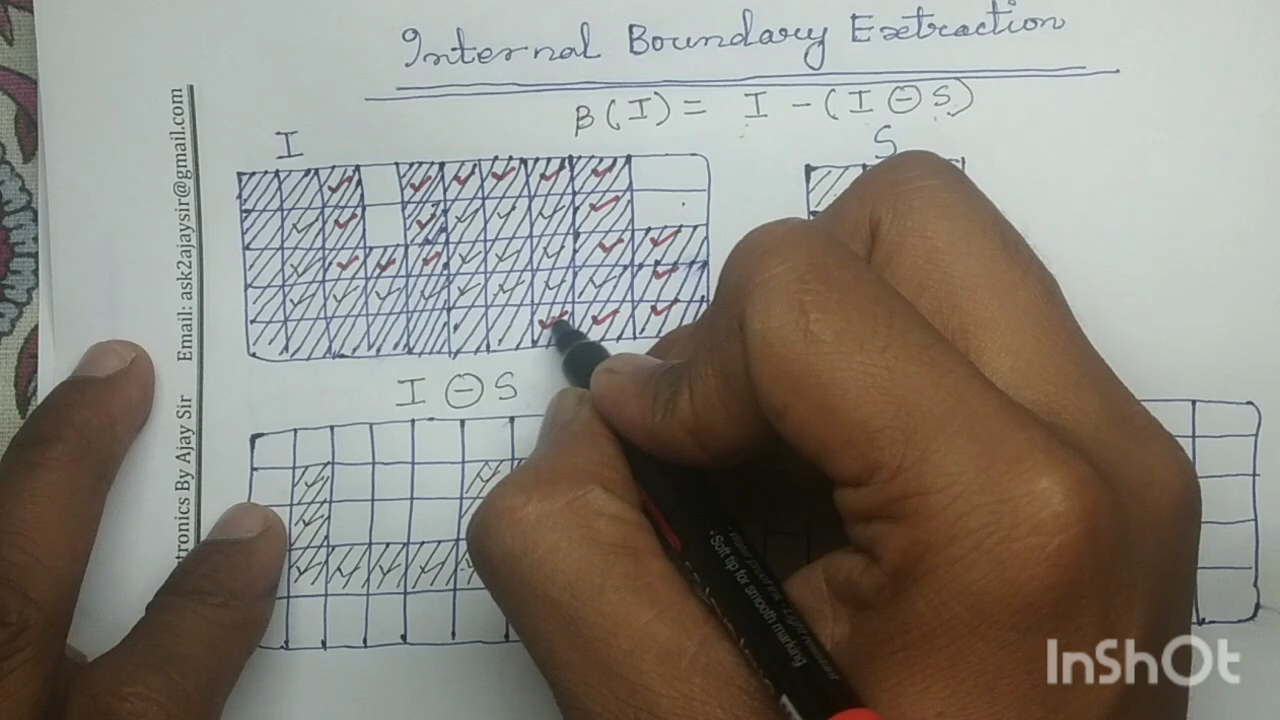 Internal Boundary Extraction
B(I) = I - (I ⊖ S)
I
S
I ⊖ S
tronics By Ajay Sir Email: ask2ajaysir@gmail.com
Soft tip for smooth marking
InShOt